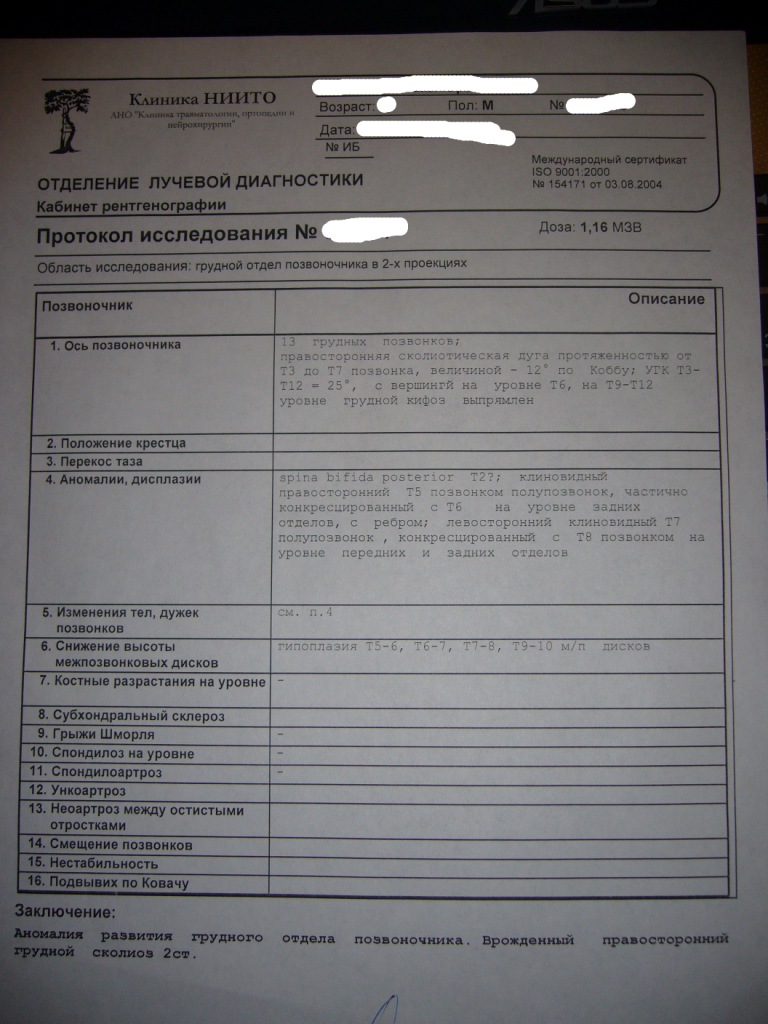 Клиника НИИТО
АНО "Клиника травматологии, ортопедии и
нейрохирургии"
Возраст: Пол: М №
Дата:
№ ИБ
Международный сертификат
ISO 9001:2000
№ 154171 от 03.08.2004
ОТДЕЛЕНИЕ ЛУЧЕВОЙ ДИАГНОСТИКИ
Кабинет рентгенографии
Протокол исследования № Доза: 1,16 МЗВ
Область исследования: грудной отдел позвоночника в 2-х проекциях
Позвоночник Описание
1. Ось позвоночника
13 грудных позвонков;
правосторонняя сколиотическая дуга протяженностью от
Т3 до Т7 позвонка, величиной - 12° по Коббу; УГК Т3-
Т12 = 25°, с вершингй на уровне Т6, на Т9-Т12
уровне грудной кифоз выпрямлен
2. Положение крестца
3. Перекос таза
4. Аномалии, дисплазии
spina bifida posterior T2?; клиновидный
правосторонний Т5 позвонком полупозвонок, частично
конкресцированный с Т6 на уровне задних
отделов, с ребром; левосторонний клиновидный Т7
полупозвонок , конкресцированный с Т8 позвонком на
уровне передних и задних отделов
5. Изменения тел, дужек
позвонков
см. п.4
6. Снижение высоты
межпозвонковых дисков
гипоплазия Т5-6, Т6-7, Т7-8, Т9-10 м/п дисков
7. Костные разрастания на уровне -
8. Субхондральный склероз
9. Грыжи Шморля -
10. Спондилоз на уровне -
11. Спондилоартроз -
12. Ункоартроз
13. Неоартроз между остистыми
отростками
14. Смещение позвонков
15. Нестабильность
16. Подвывих по Ковачу
Заключение:
Аномалия развития грудного отдела позвоночника. Врожденный правосторонний
грудной сколиоз 2ст.